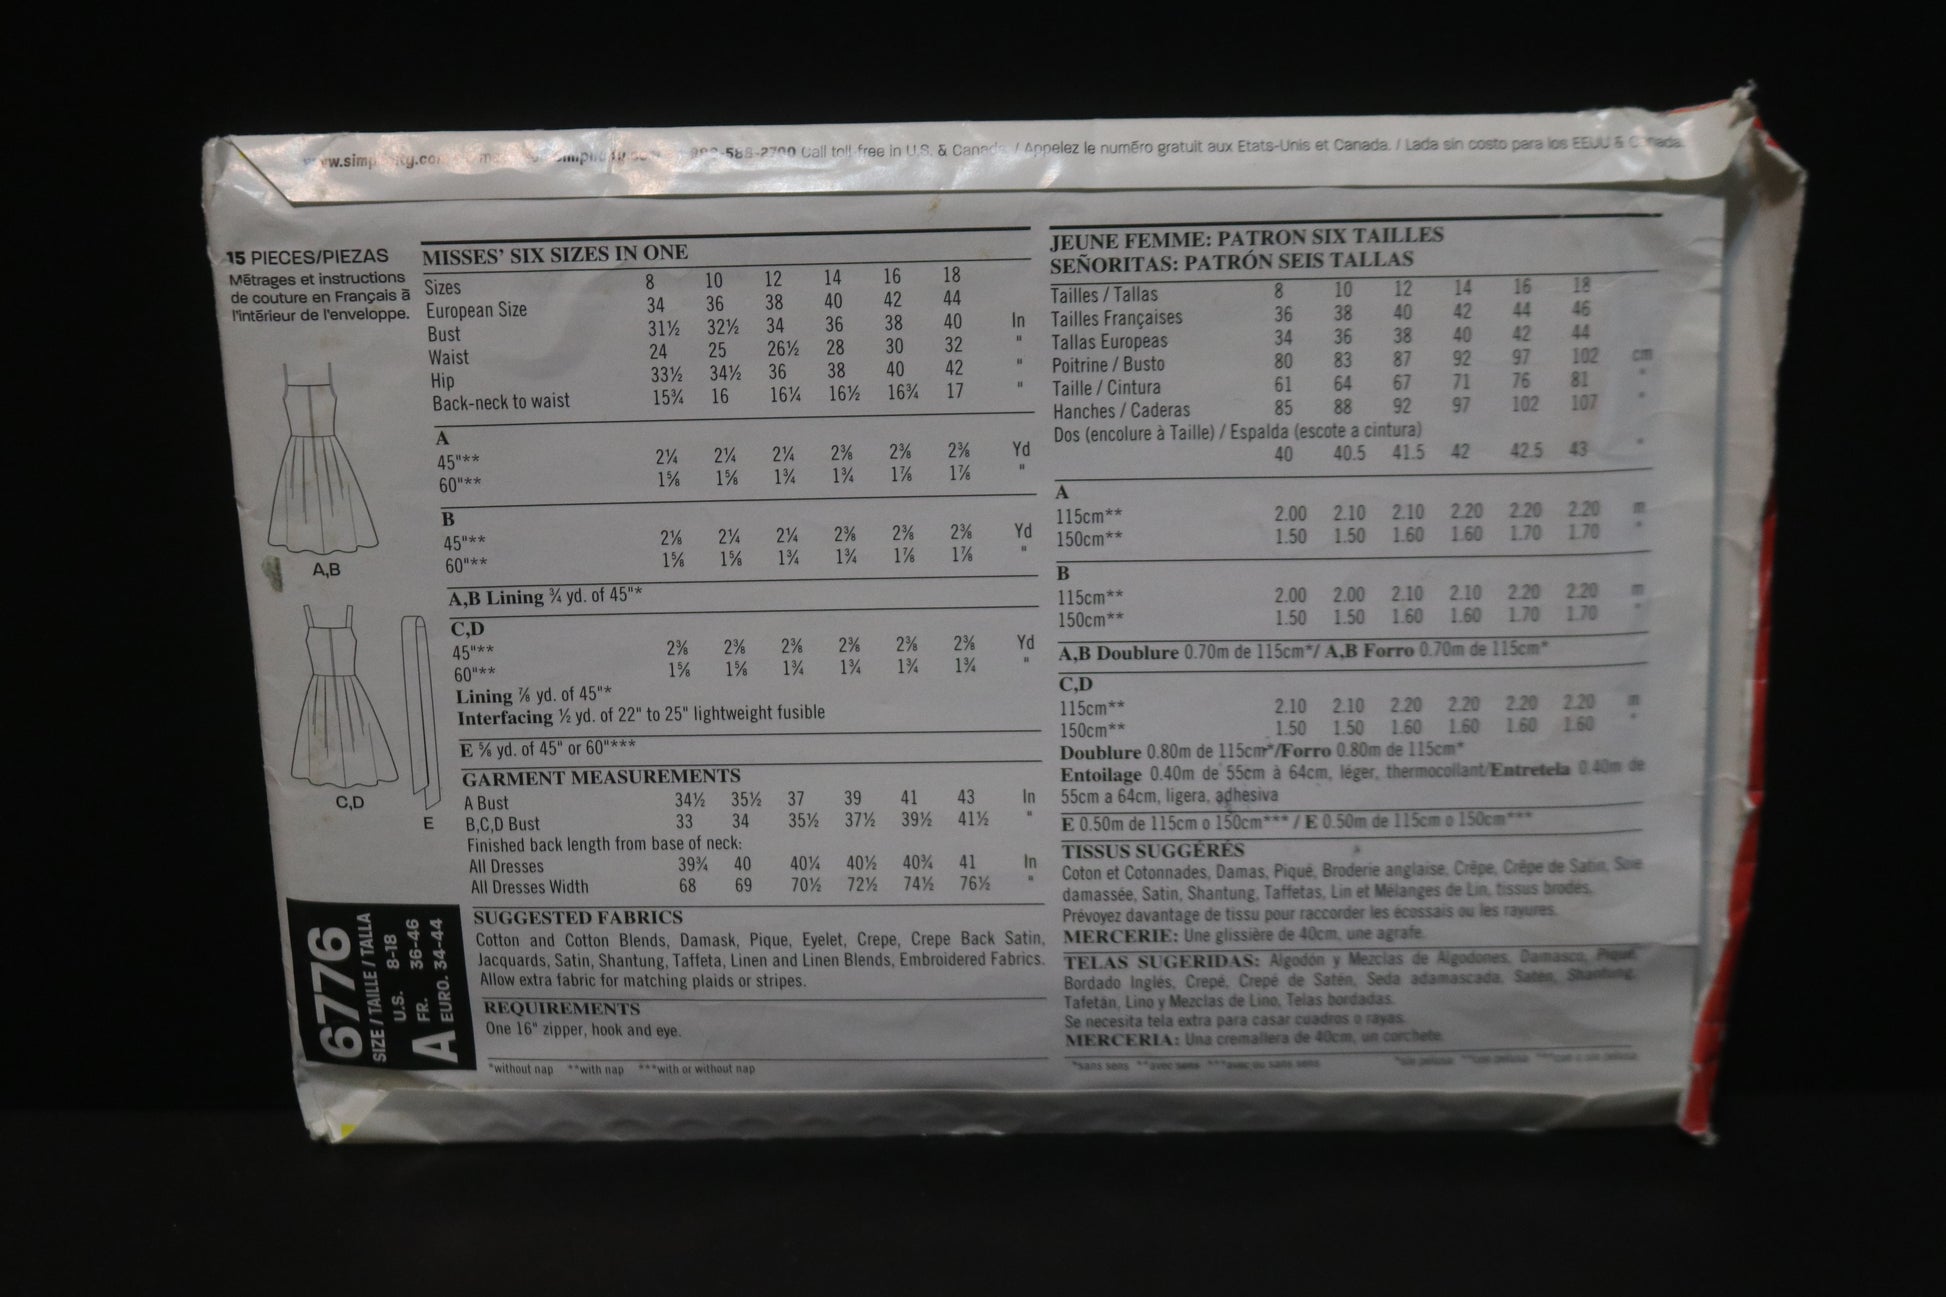 Call toll free in U.S. & Canada / Appelez le numéro gratuit aux Etats-Unis et Canada. / Lada sin costo para los EEUU & Canada.
15 PIECES/PIEZAS
Métrages et instructions
de couture en Français à
l'intérieur de l'enveloppe.
A,B
C,D
E
6776
SIZE / TAILLE / TALLA
U.S. 8-18
FR. 36-46
A EURO. 34-44
MISSES' SIX SIZES IN ONE
Sizes 8 10 12 14 16 18
European Size 34 36 38 40 42 44
Bust 31½ 32½ 34 36 38 40 In
Waist 24 25 26½ 28 30 32 "
Hip 33½ 34½ 36 38 40 42 "
Back-neck to waist 15¾ 16 16¼ 16½ 16¾ 17 "
A
45"** 2¼ 2¼ 2¼ 2⅜ 2⅜ 2⅜ Yd
60"** 1⅝ 1⅝ 1¾ 1¾ 1⅞ 1⅞ "
B
45"** 2⅛ 2¼ 2¼ 2⅜ 2⅜ 2⅜ Yd
60"** 1⅝ 1⅝ 1¾ 1¾ 1⅞ 1⅞ "
A,B Lining ¾ yd. of 45"*
C,D
45"** 2⅜ 2⅜ 2⅜ 2⅜ 2⅜ 2⅜ Yd
60"** 1⅝ 1⅝ 1¾ 1¾ 1¾ 1¾ "
Lining ⅞ yd. of 45"*
Interfacing ½ yd. of 22" to 25" lightweight fusible
E ⅝ yd. of 45" or 60"***
GARMENT MEASUREMENTS
A Bust 34½ 35½ 37 39 41 43 In
B,C,D Bust 33 34 35½ 37½ 39½ 41½ "
Finished back length from base of neck:
All Dresses 39¾ 40 40¼ 40½ 40¾ 41 In
All Dresses Width 68 69 70½ 72½ 74½ 76½ "
SUGGESTED FABRICS
Cotton and Cotton Blends, Damask, Pique, Eyelet, Crepe, Crepe Back Satin,
Jacquards, Satin, Shantung, Taffeta, Linen and Linen Blends, Embroidered Fabrics.
Allow extra fabric for matching plaids or stripes.
REQUIREMENTS
One 16" zipper, hook and eye.
*without nap **with nap ***with or without nap
JEUNE FEMME: PATRON SIX TAILLES
SEÑORITAS: PATRÓN SEIS TALLAS
Tailles / Tallas 8 10 12 14 16 18
Tailles Françaises 36 38 40 42 44 46
Tallas Europeas 34 36 38 40 42 44
Poitrine / Busto 80 83 87 92 97 102 cm
Taille / Cintura 61 64 67 71 76 81 "
Hanches / Caderas 85 88 92 97 102 107 "
Dos (encolure à Taille) / Espalda (escote a cintura)
40 40.5 41.5 42 42.5 43 "
A
115cm** 2.00 2.10 2.10 2.20 2.20 2.20 m
150cm** 1.50 1.50 1.60 1.60 1.70 1.70 "
B
115cm** 2.00 2.00 2.10 2.10 2.20 2.20 m
150cm** 1.50 1.50 1.60 1.60 1.70 1.70 "
A,B Doublure 0.70m de 115cm*/ A,B Forro 0.70m de 115cm*
C,D
115cm** 2.10 2.10 2.20 2.20 2.20 2.20 m
150cm** 1.50 1.50 1.60 1.60 1.60 1.60 "
Doublure 0.80m de 115cm*/Forro 0.80m de 115cm*
Entoilage 0.40m de 55cm à 64cm, léger, thermocollant/Entretela 0.40m de
55cm a 64cm, ligera, adhesiva
E 0.50m de 115cm o 150cm*** / E 0.50m de 115cm o 150cm***
TISSUS SUGGÉRÉS
Coton et Cotonnades, Damas, Piqué, Broderie anglaise, Crêpe, Crêpe de Satin, Soie
damassée, Satin, Shantung, Taffetas, Lin et Mélanges de Lin, tissus brodés.
Prévoyez davantage de tissu pour raccorder les écossais ou les rayures.
MERCERIE: Une glissière de 40cm, une agrafe.
TELAS SUGERIDAS: Algodón y Mezclas de Algodones, Damasco, Piqué,
Bordado Inglés, Crepé, Crepé de Satén, Seda adamascada, Satén, Shantung,
Tafetán, Lino y Mezclas de Lino, Telas bordadas.
Se necesita tela extra para casar cuadros o rayas.
MERCERIA: Una cremallera de 40cm, un corchete.
*sans sens **avec sens ***avec ou sans sens *sin pelusa **con pelusa ***con o sin pelusa